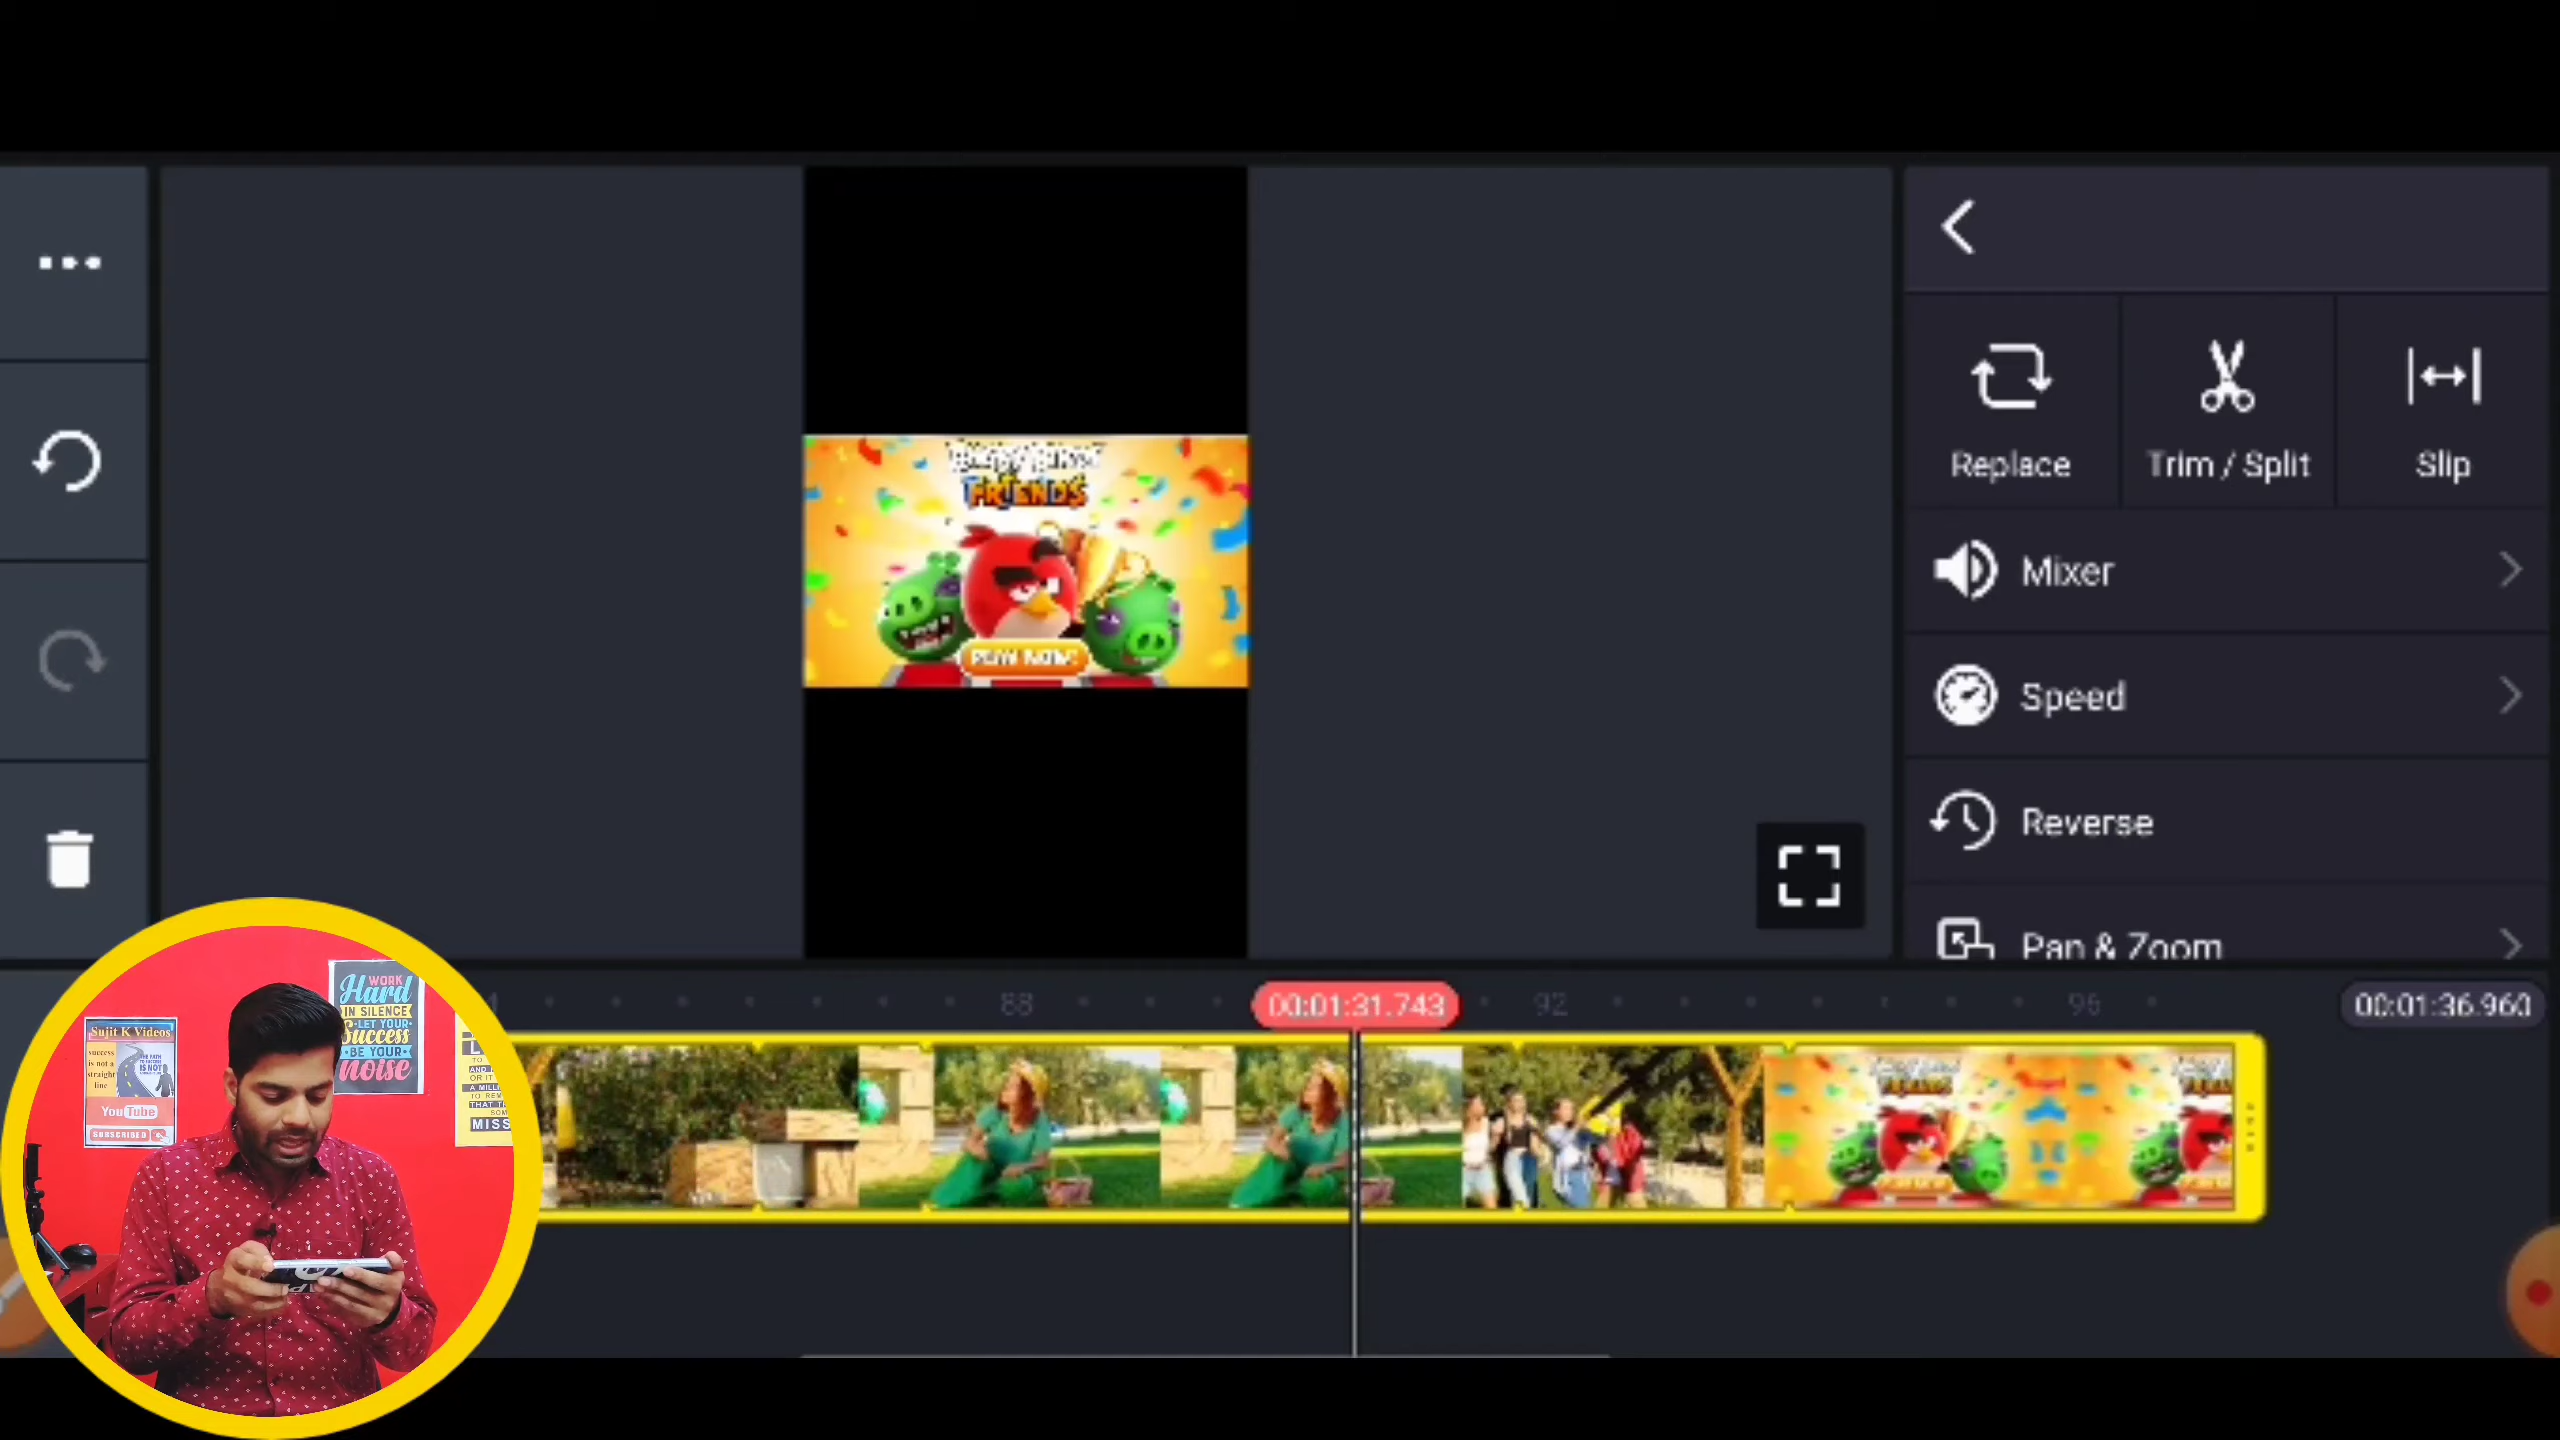 ANGRY BIRDS
FRIENDS
PLAY NOW!
Replace
Trim / Split
Slip
Mixer
Speed
Reverse
Pan & Zoom
88
00:01:31.743
92
96
00:01:36.960
WORK
Hard
IN SILENCE
LET YOUR
Success
BE YOUR
noise
Sujit K Videos
success
is not a
straight
line
YouTube
SUBSCRIBED
MISS